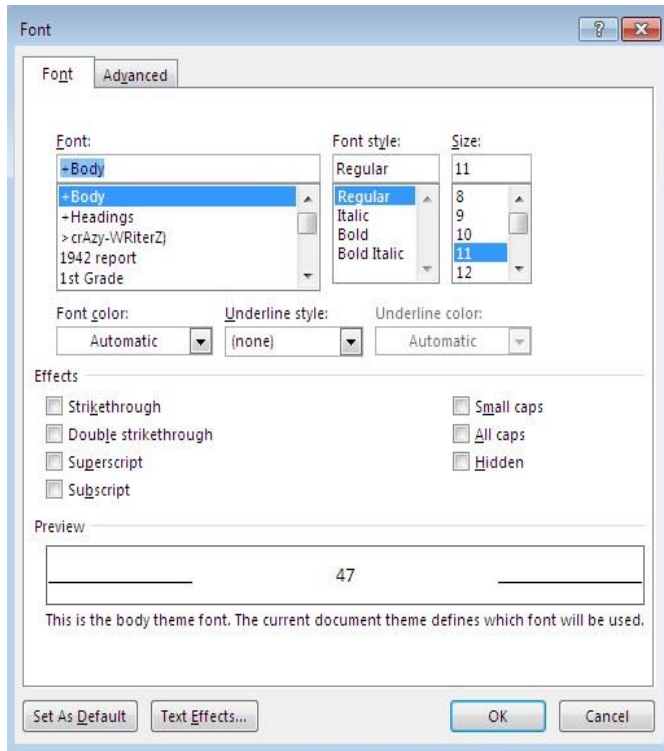 Font
Font Advanced
Font: Font style: Size:
+Body Regular 11
+Body Regular 8
+Headings Italic 9
>crAzy-WRiterZ} Bold 10
1942 report Bold Italic 11
1st Grade 12
Font color: Underline style: Underline color:
Automatic (none) Automatic
Effects
Strikethrough Small caps
Double strikethrough All caps
Superscript Hidden
Subscript
Preview
47
This is the body theme font. The current document theme defines which font will be used.
Set As Default Text Effects... OK Cancel